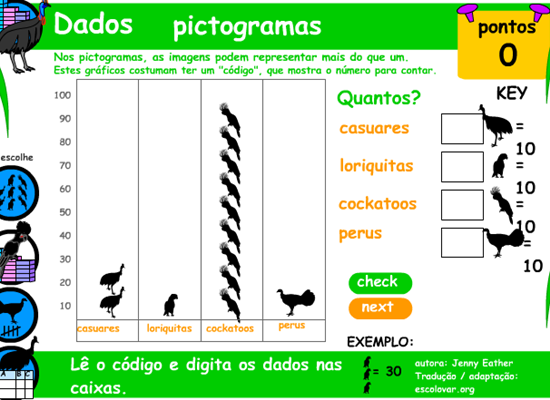 Dados pictogramas
pontos
0
Nos pictogramas, as imagens podem representar mais do que um.
Estes gráficos costumam ter um "código", que mostra o número para contar.
100
90
80
70
60
50
40
30
20
10
casuares loriquitas cockatoos perus
escolhe
Quantos?
KEY
casuares
= 10
loriquitas
= 10
cockatoos
= 10
perus
= 10
check
next
EXEMPLO:
= 30
Lê o código e digita os dados nas
caixas.
autora: Jenny Eather
Tradução / adaptação:
escolovar.org
A B C